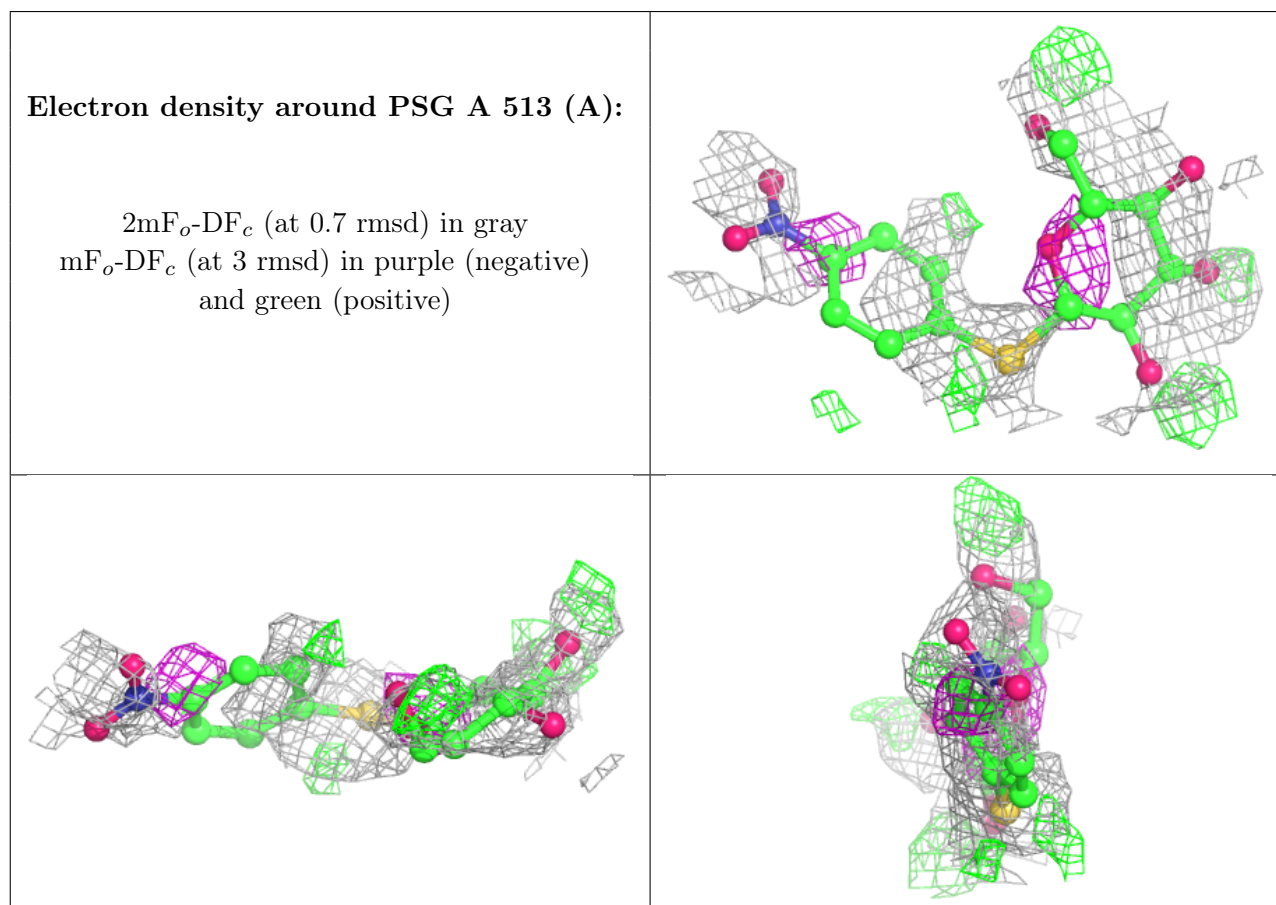 Electron density around PSG A 513 (A):
2mFₒ-DF𝒸 (at 0.7 rmsd) in gray
mFₒ-DF𝒸 (at 3 rmsd) in purple (negative)
and green (positive)